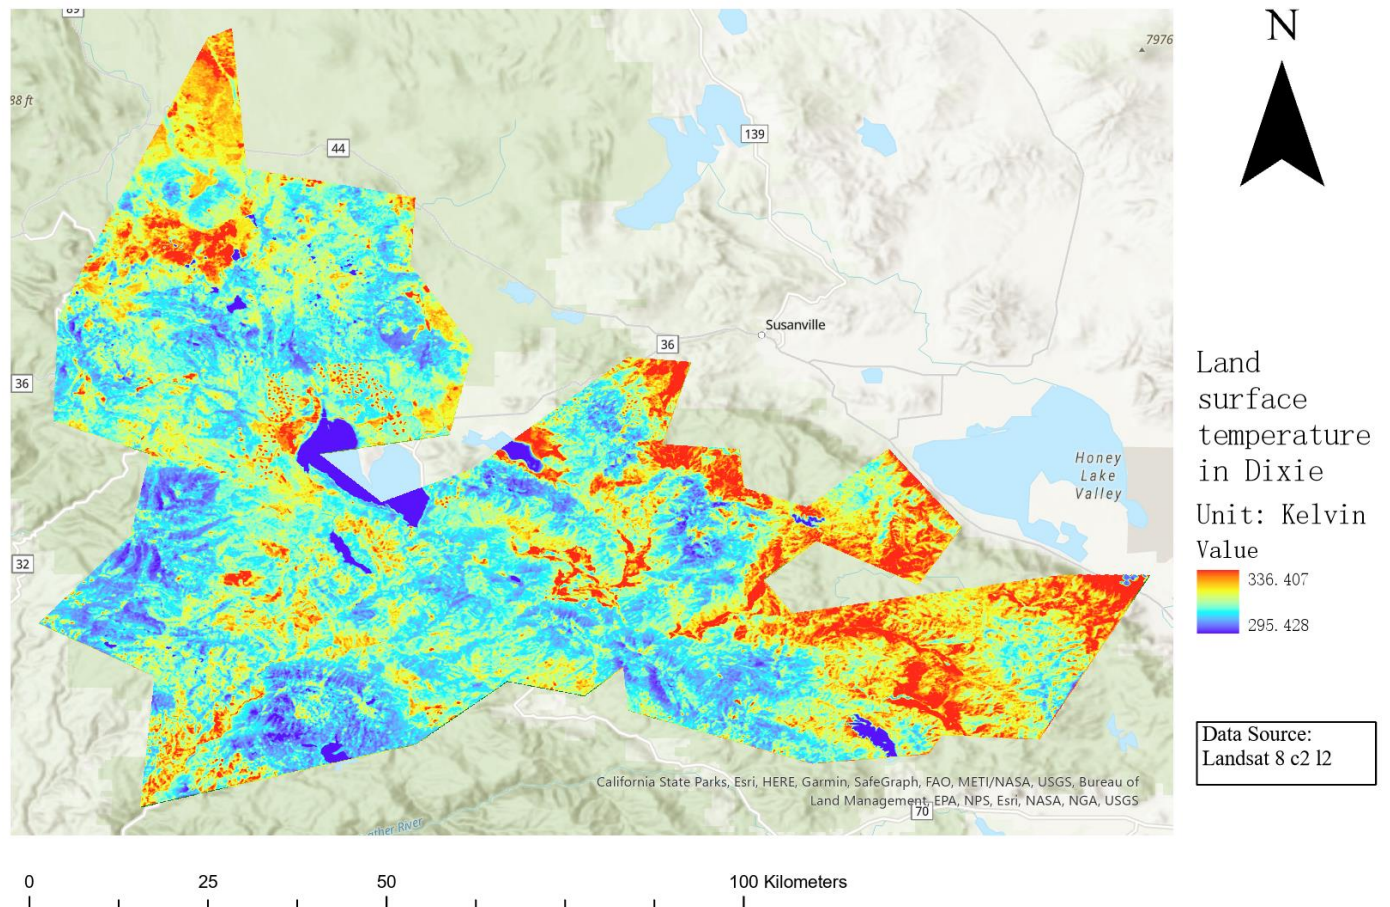 89
N
7976
88 ft
139
44
Susanville
36
36
Honey
Lake
Valley
32
Land
surface
temperature
in Dixie
Unit: Kelvin
Value
336. 407
295. 428
Data Source:
Landsat 8 c2 l2
California State Parks, Esri, HERE, Garmin, SafeGraph, FAO, METI/NASA, USGS, Bureau of
Land Management, EPA, NPS, Esri, NASA, NGA, USGS
70
ather River
0 25 50 100 Kilometers